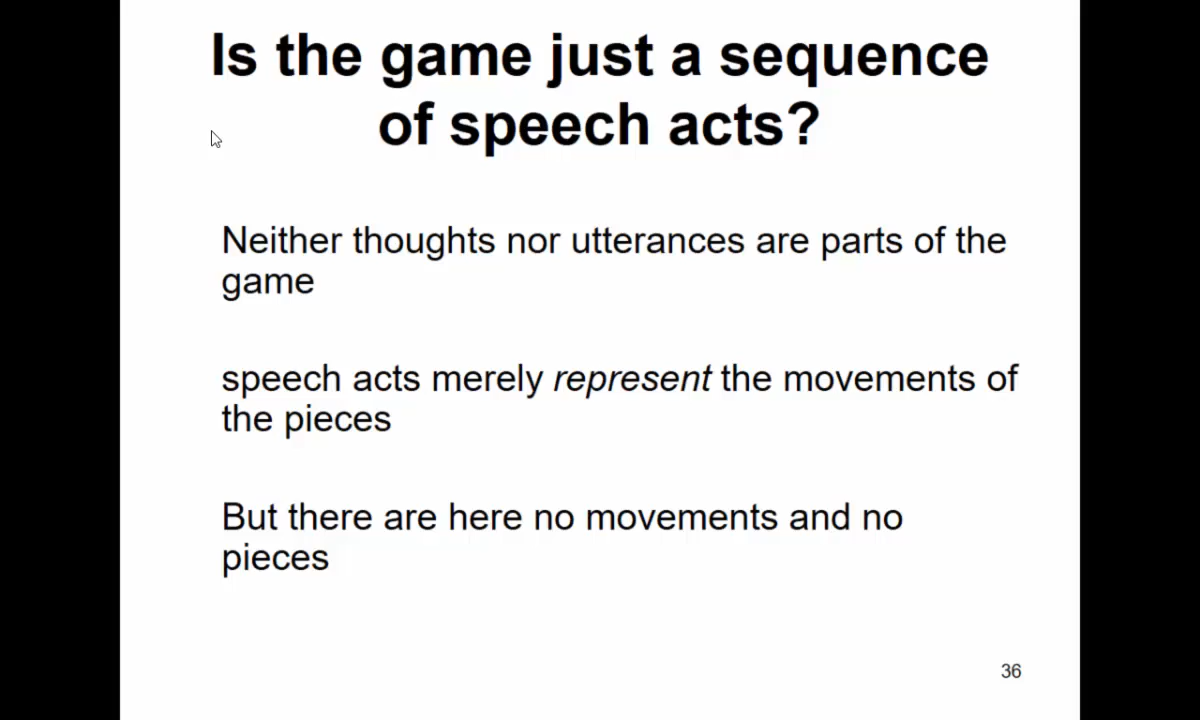 Is the game just a sequence
of speech acts?
Neither thoughts nor utterances are parts of the
game
speech acts merely represent the movements of
the pieces
But there are here no movements and no
pieces
36